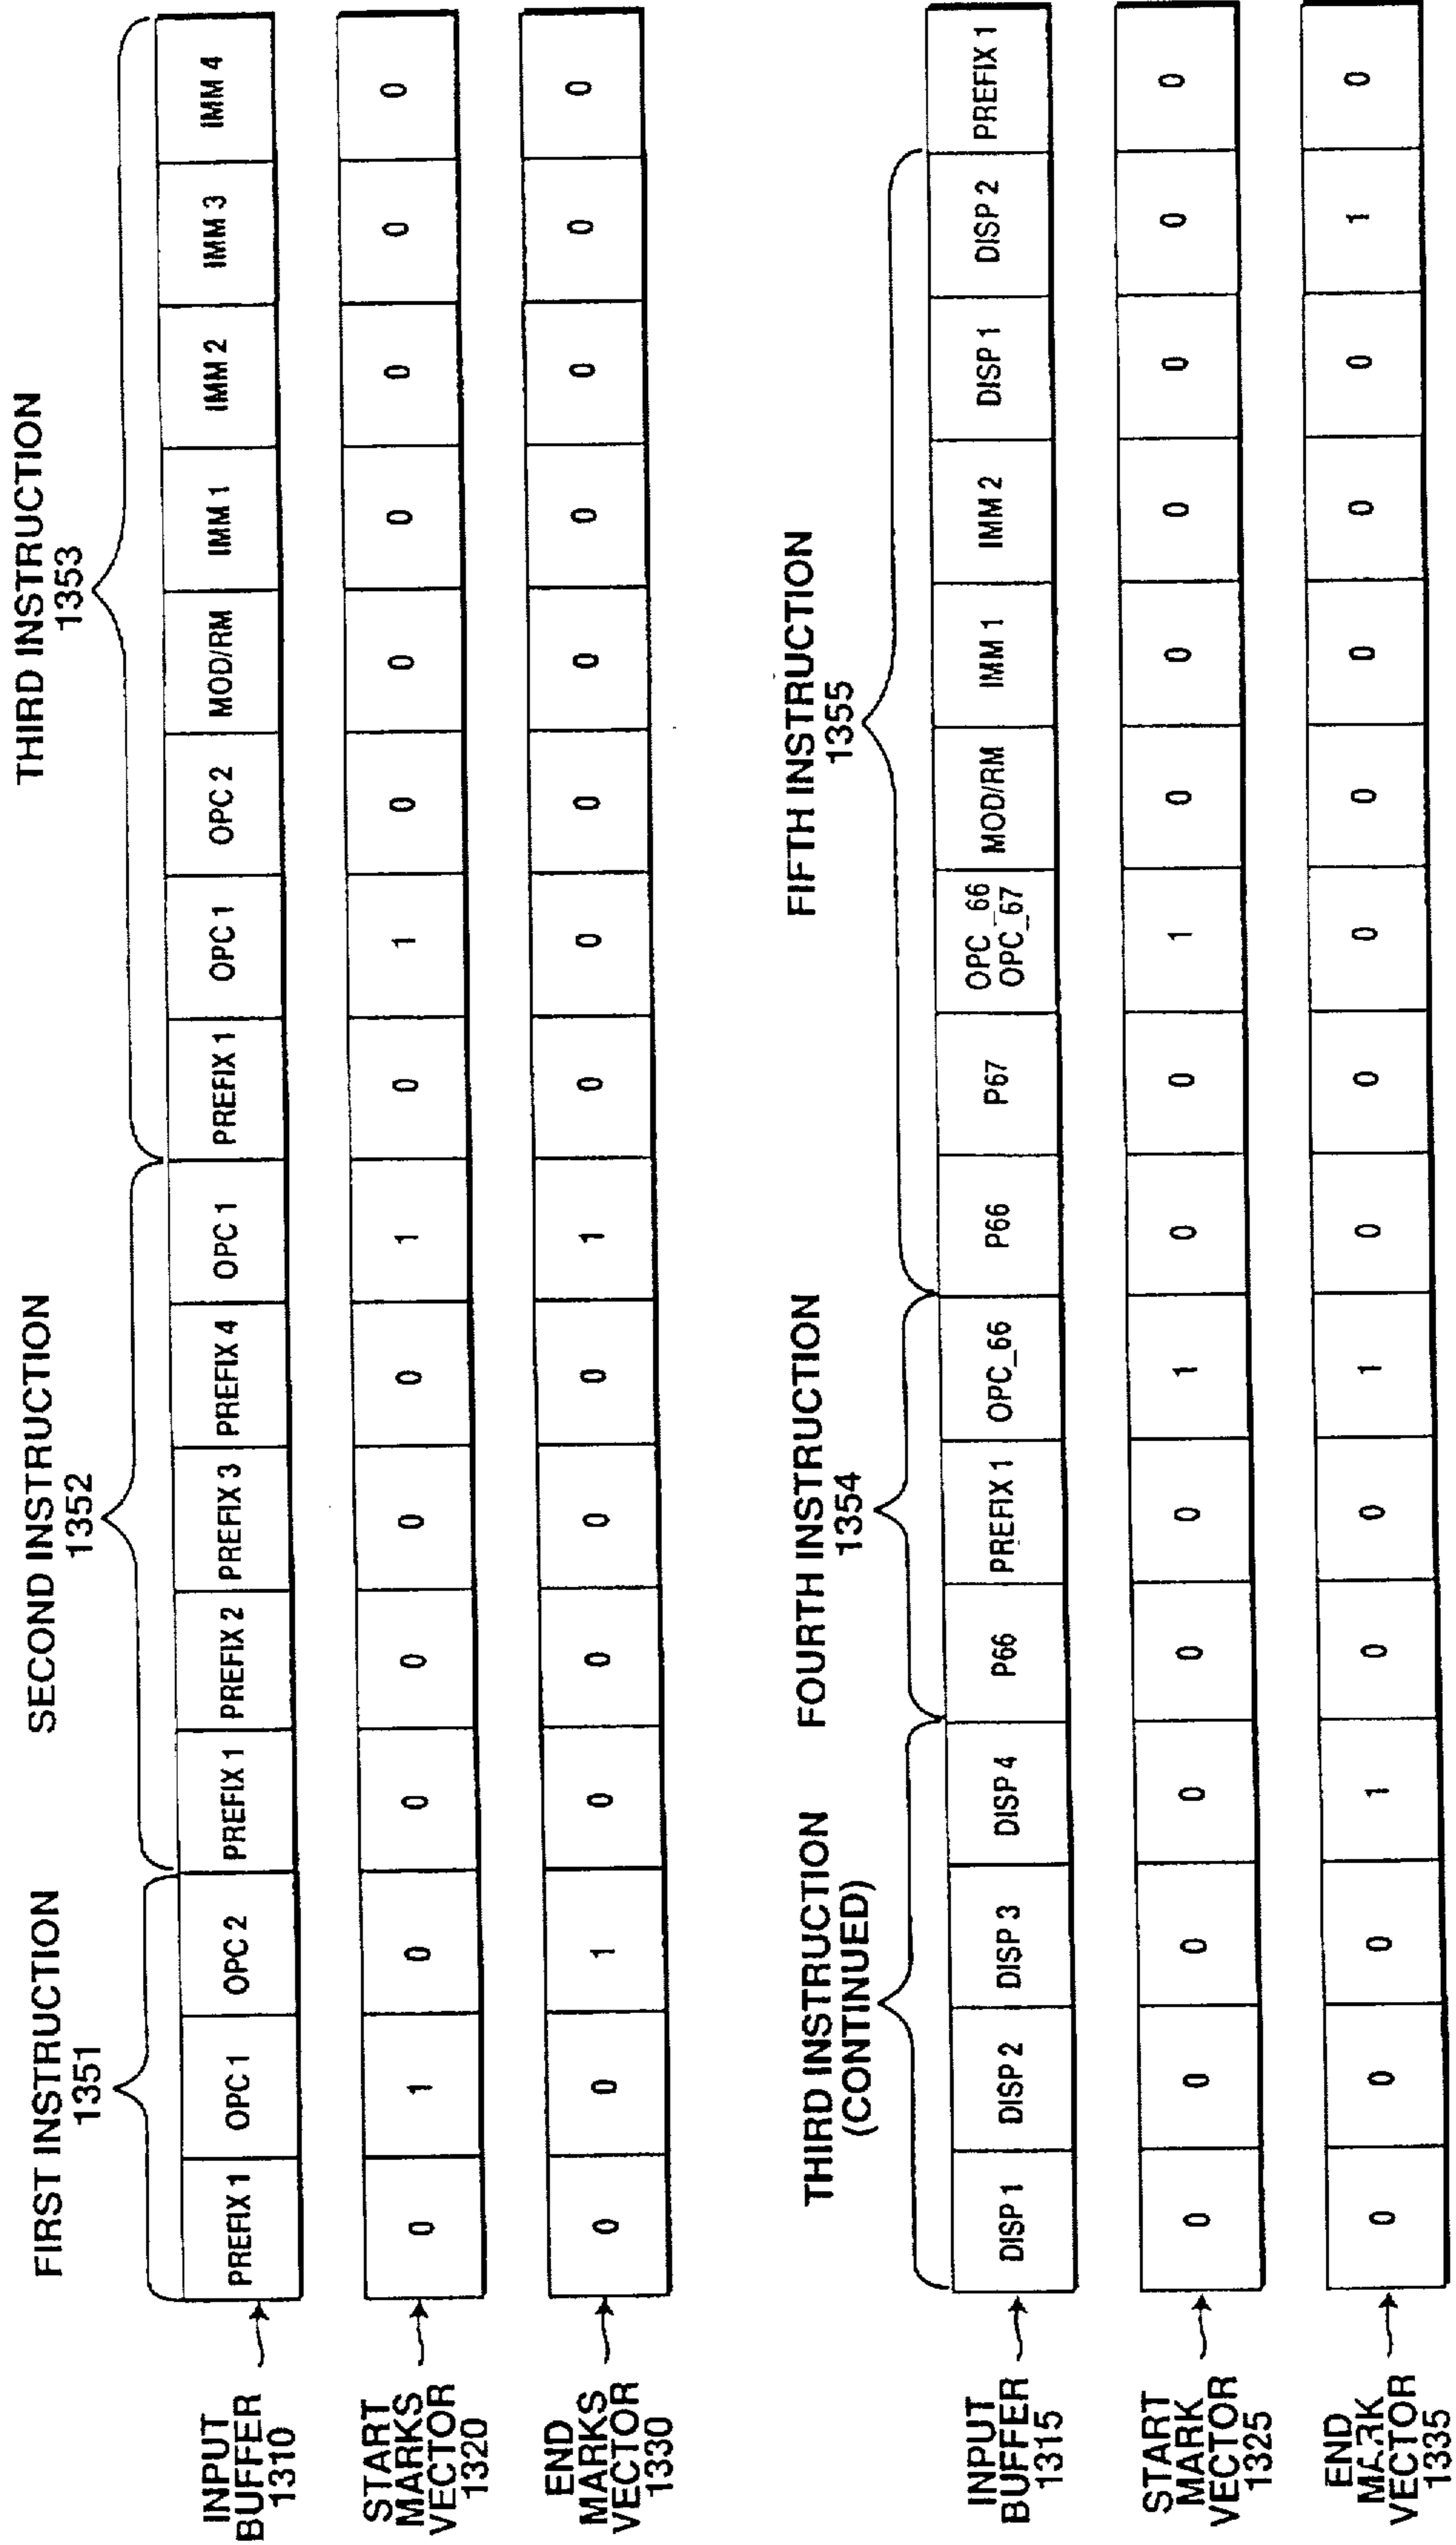 FIRST INSTRUCTION
1351
SECOND INSTRUCTION
1352
THIRD INSTRUCTION
1353
INPUT
BUFFER
1310
PREFIX 1 OPC 1 OPC 2 PREFIX 1 PREFIX 2 PREFIX 3 PREFIX 4 OPC 1 PREFIX 1 OPC 1 OPC 2 MOD/RM IMM 1 IMM 2 IMM 3 IMM 4
START
MARKS
VECTOR
1320
0 1 0 0 0 0 0 1 0 1 0 0 0 0 0 0
END
MARKS
VECTOR
1330
0 0 1 0 0 0 0 1 0 0 0 0 0 0 0 0
THIRD INSTRUCTION
(CONTINUED)
FOURTH INSTRUCTION
1354
FIFTH INSTRUCTION
1355
INPUT
BUFFER
1315
DISP 1 DISP 2 DISP 3 DISP 4 P66 PREFIX 1 OPC_66 P66 P67 OPC_66 OPC_67 MOD/RM IMM 1 IMM 2 DISP 1 DISP 2 PREFIX 1
START
MARK
VECTOR
1325
0 0 0 0 0 0 1 0 0 1 0 0 0 0 0 0
END
MARK
VECTOR
1335
0 0 0 1 0 0 1 0 0 0 0 0 0 0 1 0